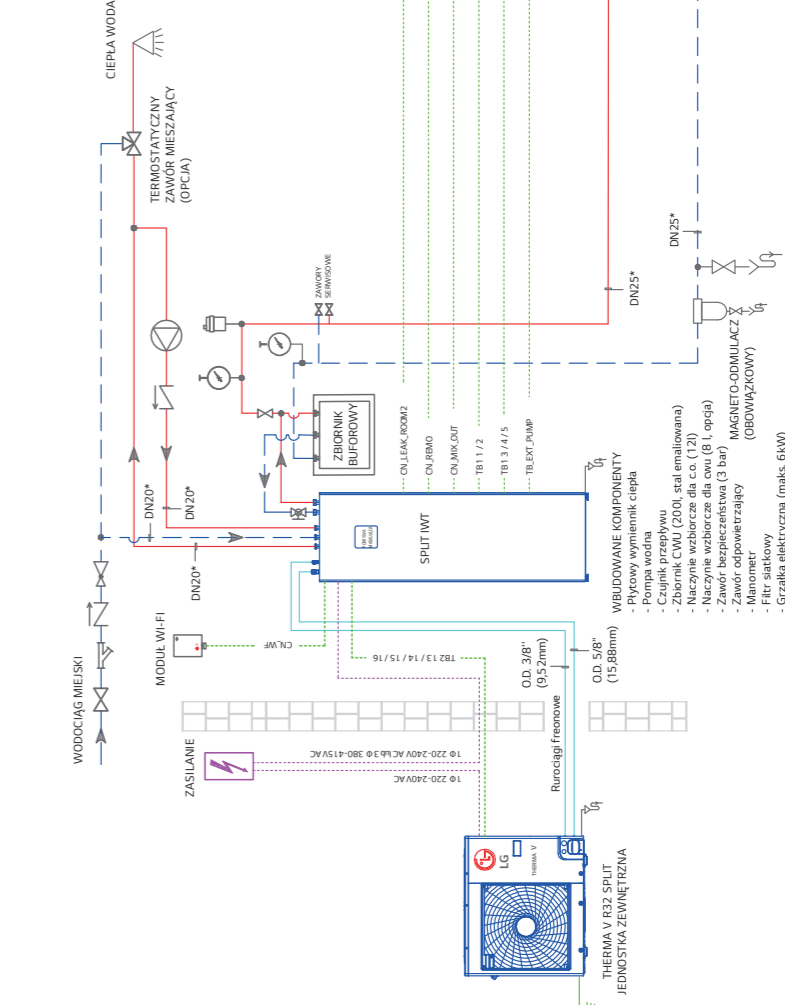 CIEPŁA WODA
TERMOSTATYCZNY
ZAWÓR MIESZAJĄCY
(OPCJA)
ZAWORY
SERWISOWE
DN25*
DN25*
MAGNETO-ODMULACZ
(OBOWIĄZKOWY)
ZBIORNIK
BUFOROWY
CN_LEAK_ROOM2
CN_REMO
CN_MIX_OUT
TB1 1 / 2
TB1 3 / 4 / 5
TB_EXT_PUMP
DN20*
DN20*
DN20*
SPLIT IWT
WODOCIĄG MIEJSKI
MODUŁ WI-FI
CN_WF
TB2 13 / 14 / 15 / 16
WBUDOWANE KOMPONENTY
- Płytowy wymiennik ciepła
- Pompa wodna
- Czujnik przepływu
- Zbiornik CWU (200l, stal emaliowana)
- Naczynie wzbiorcze dla c.o. (12l)
- Naczynie wzbiorcze dla cwu (8 l, opcja)
- Zawór bezpieczeństwa (3 bar)
- Zawór odpowietrzający
- Manometr
- Filtr siatkowy
- Grzałka elektryczna (maks. 6kW)
O.D. 3/8''
(9,52mm)
O.D. 5/8"
(15,88mm)
Rurociągi freonowe
ZASILANIE
1Φ 220-240V AC lub 3Φ 380-415V AC
1Φ 220-240V AC
LG
THERMA V
THERMA V R32 SPLIT
JEDNOSTKA ZEWNĘTRZNA